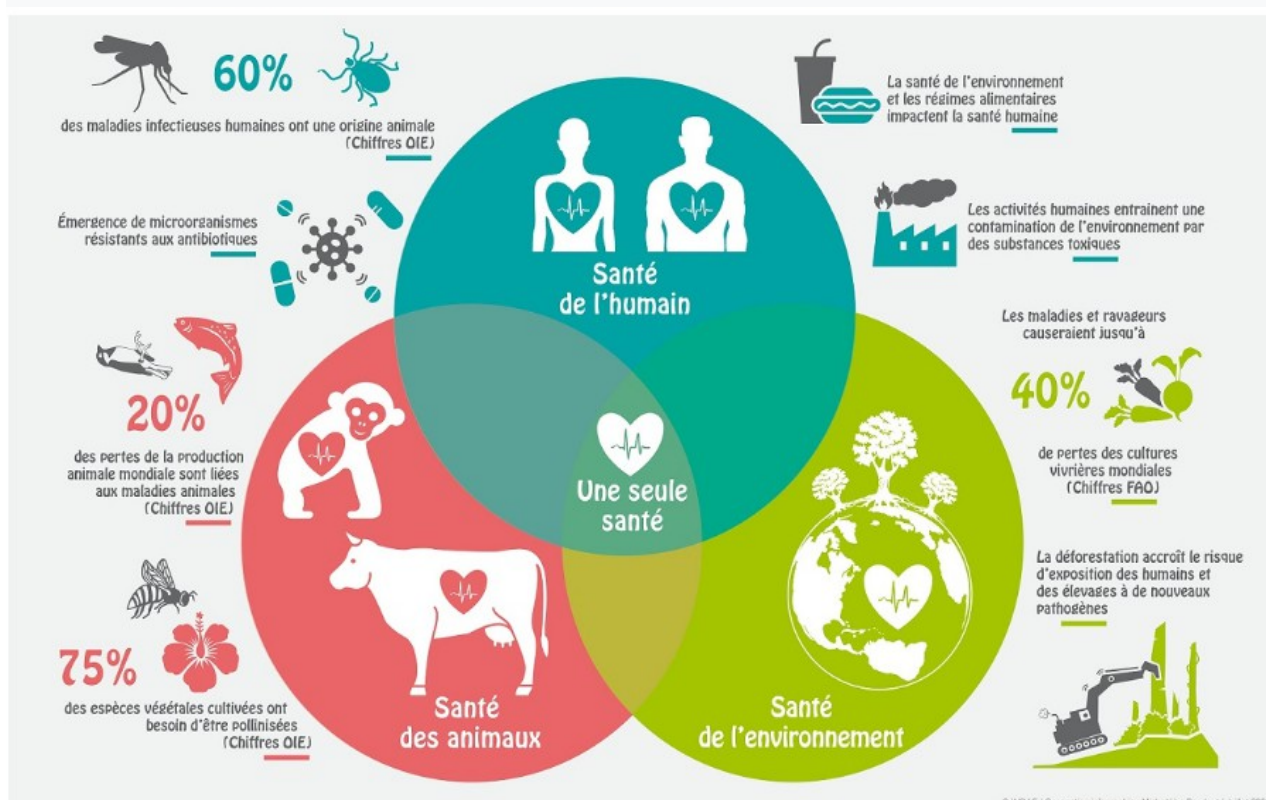 60%
des maladies infectieuses humaines ont une origine animale
(Chiffres OIE)
Émergence de microorganismes
résistants aux antibiotiques
20%
des pertes de la production
animale mondiale sont liées
aux maladies animales
(Chiffres OIE)
75%
des espèces végétales cultivées ont
besoin d'être pollinisées
(Chiffres OIE)
Santé
de l'humain
Une seule
santé
Santé
des animaux
Santé
de l'environnement
La santé de l'environnement
et les régimes alimentaires
impactent la santé humaine
Les activités humaines entrainent une
contamination de l'environnement par
des substances toxiques
Les maladies et ravageurs
causeraient jusqu'à
40%
de pertes des cultures
vivrières mondiales
(Chiffres FAO)
La déforestation accroît le risque
d'exposition des humains et
des élevages à de nouveaux
pathogènes